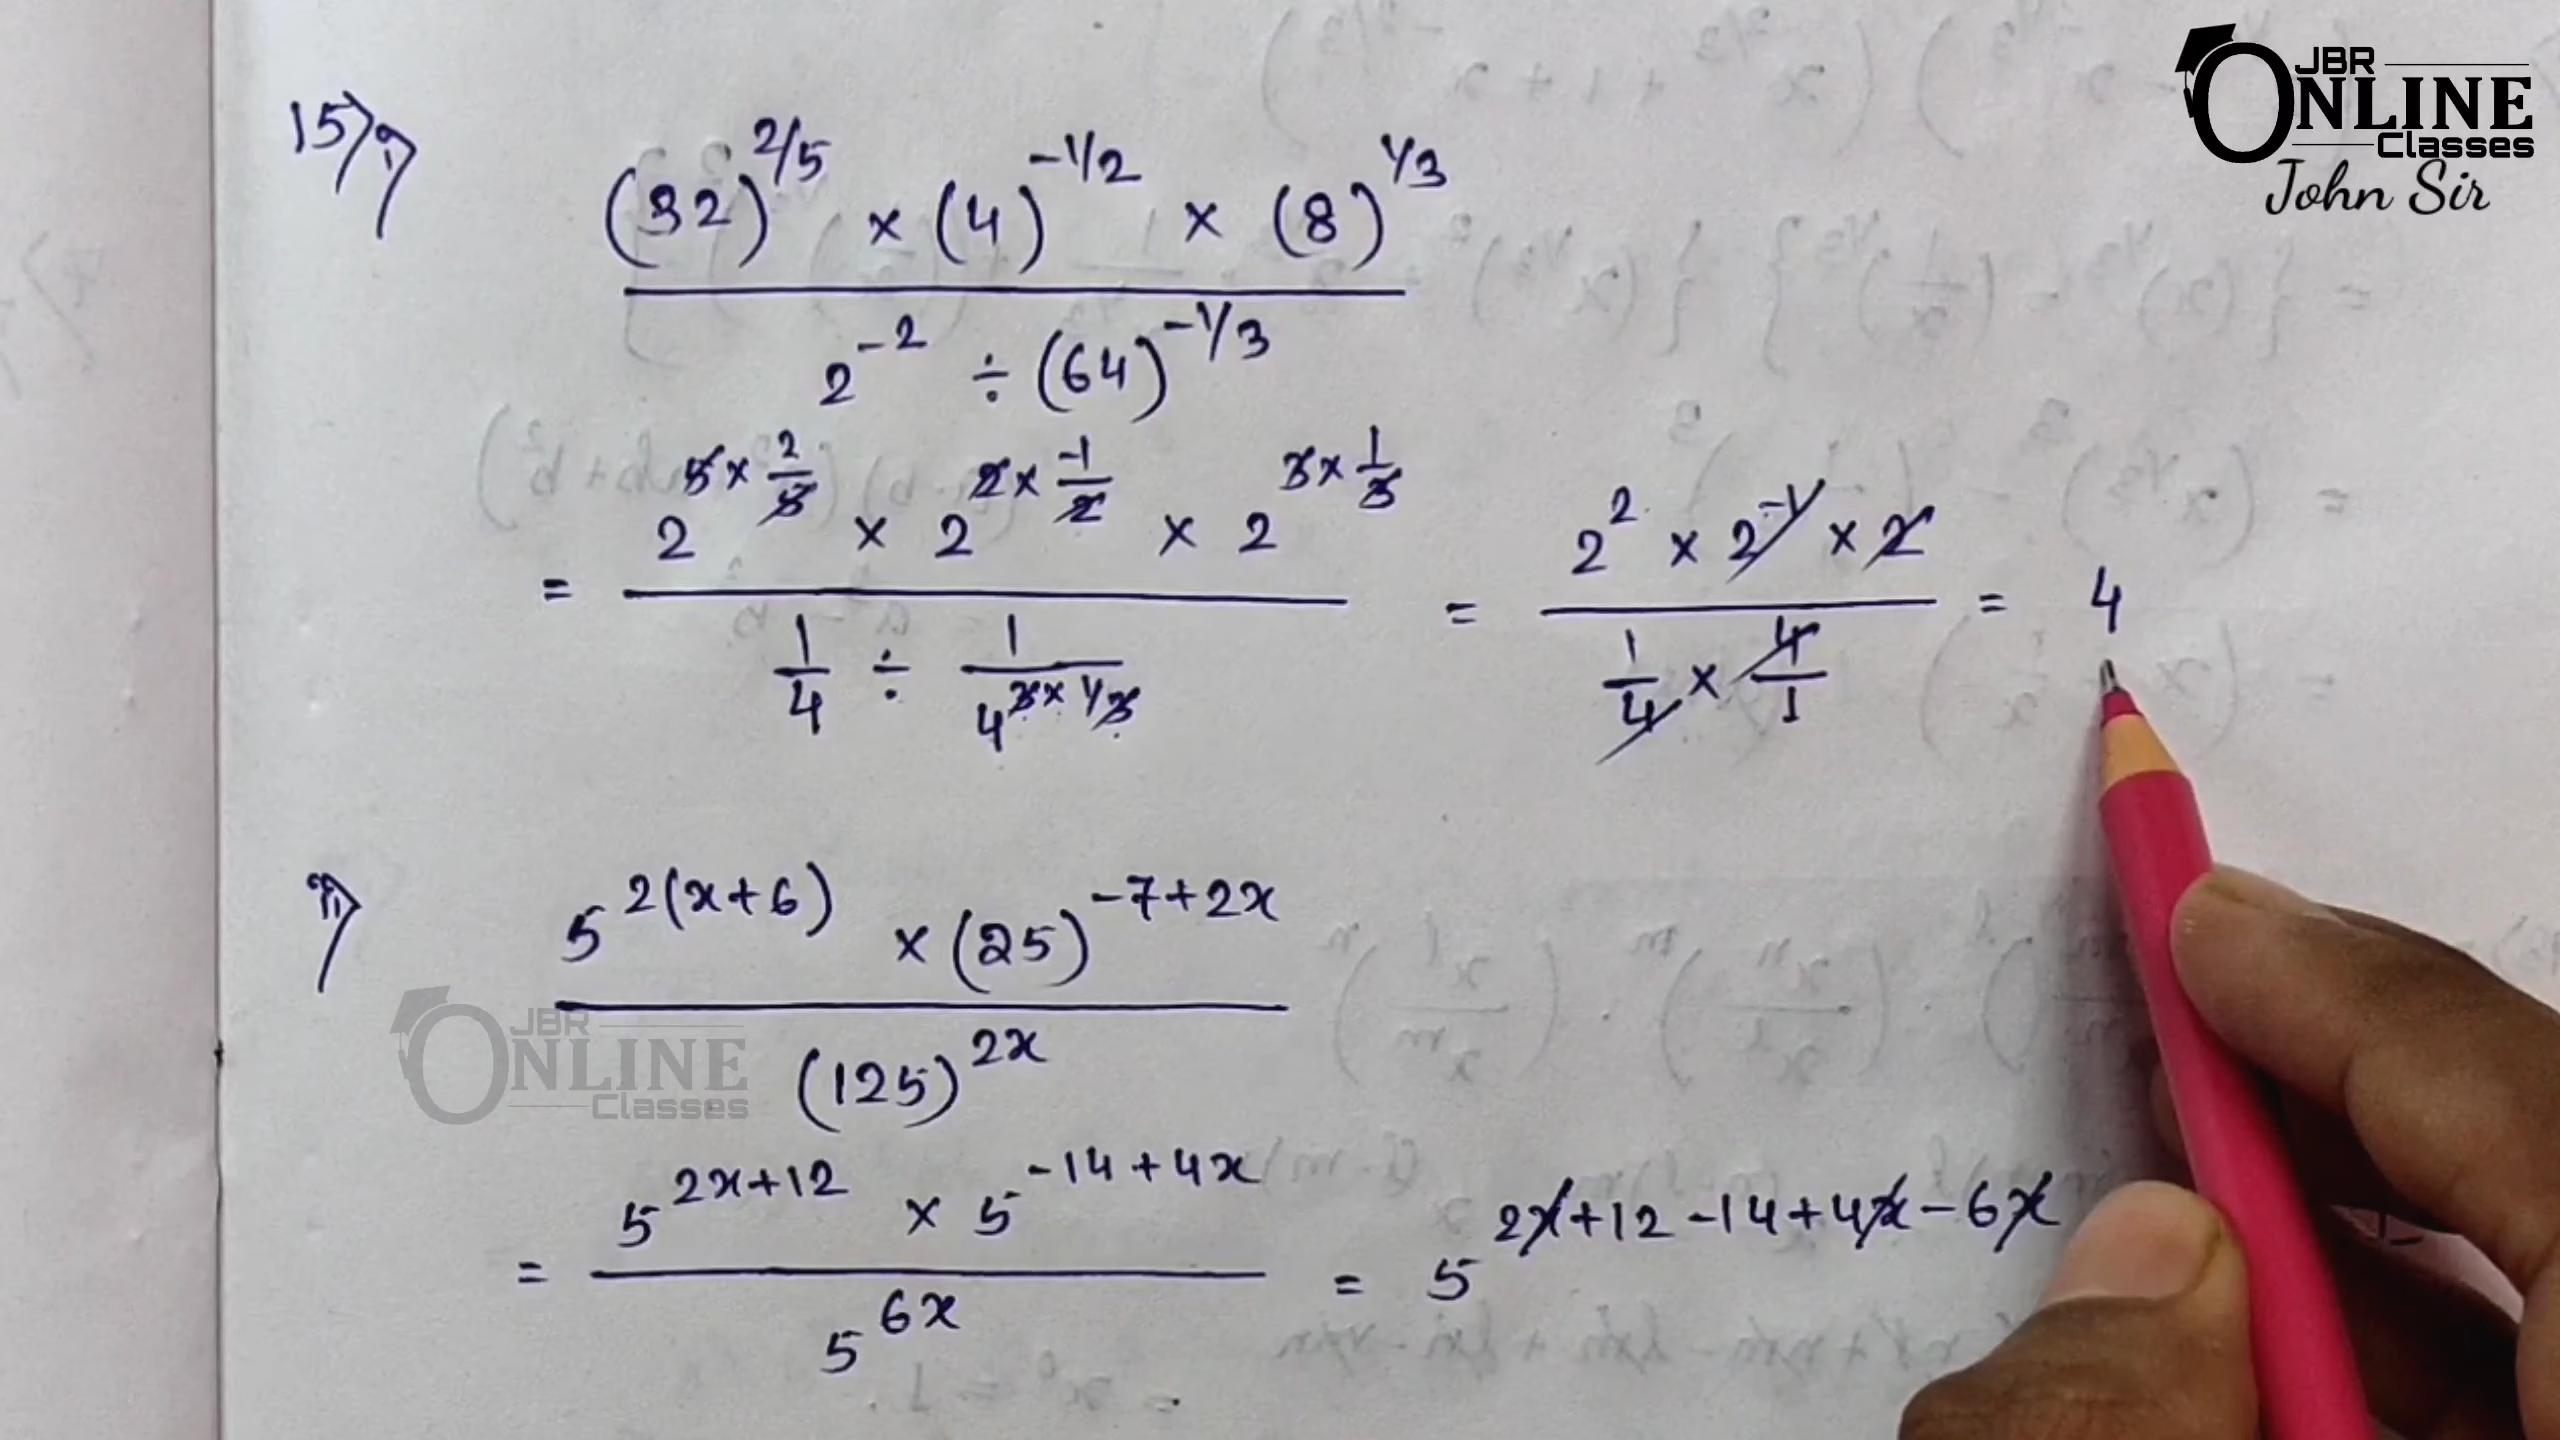 JBR
ONLINE
Classes
John Sir
15) i)
(32)^{2/5} × (4)^{-1/2} × (8)^{1/3}
2^{-2} ÷ (64)^{-1/3}
= 2^{5×2/5} × 2^{2×-1/2} × 2^{3×1/3} = 2^2 × 2^{-1} × 2 = 4
1/4 ÷ 1/4^{3×1/3} 1/4 × 4/1
ii)
5^{2(x+6)} × (25)^{-7+2x}
(125)^{2x}
JBR
ONLINE
Classes
= 5^{2x+12} × 5^{-14+4x} = 5^{2x+12-14+4x-6x}
5^{6x}